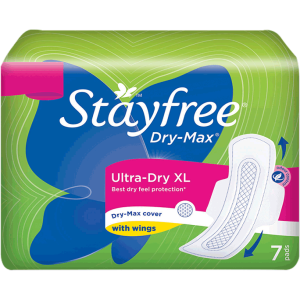 Stayfree®
Dry-Max®
Ultra-Dry XL
Best dry feel protection*
Dry-Max cover
with wings
7 pads